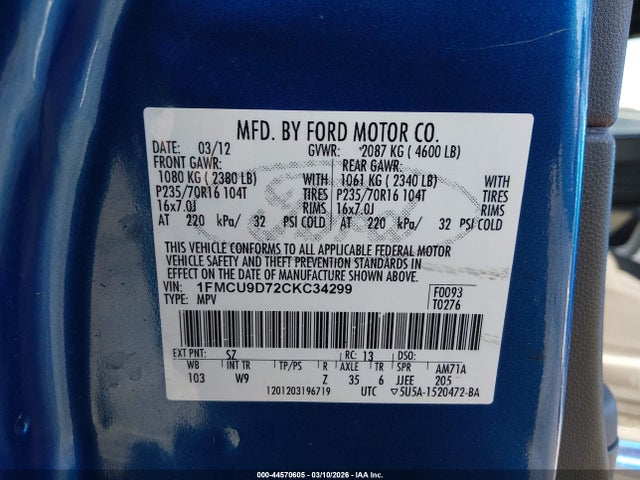 MFD. BY FORD MOTOR CO.
DATE: 03/12 GVWR: 2087 KG ( 4600 LB)
FRONT GAWR: REAR GAWR:
1080 KG ( 2380 LB) WITH 1061 KG ( 2340 LB) WITH
P235/70R16 104T TIRES P235/70R16 104T TIRES
16x7.0J RIMS 16x7.0J RIMS
AT 220 kPa/ 32 PSI COLD AT 220 kPa/ 32 PSI COLD
THIS VEHICLE CONFORMS TO ALL APPLICABLE FEDERAL MOTOR
VEHICLE SAFETY AND THEFT PREVENTION STANDARDS IN
EFFECT ON THE DATE OF MANUFACTURE SHOWN ABOVE.
VIN: 1FMCU9D72CKC34299 F0093
TYPE: MPV T0276
EXT PNT: SZ RC: 13 DSO:
WB INT TR TP/PS R AXLE TR SPR AM71A
103 W9 Z 35 6 JJEE 205
1201203196719 UTC ▽5U5A-1520472-BA
000-44570605 - 03/10/2026 - IAA Inc.